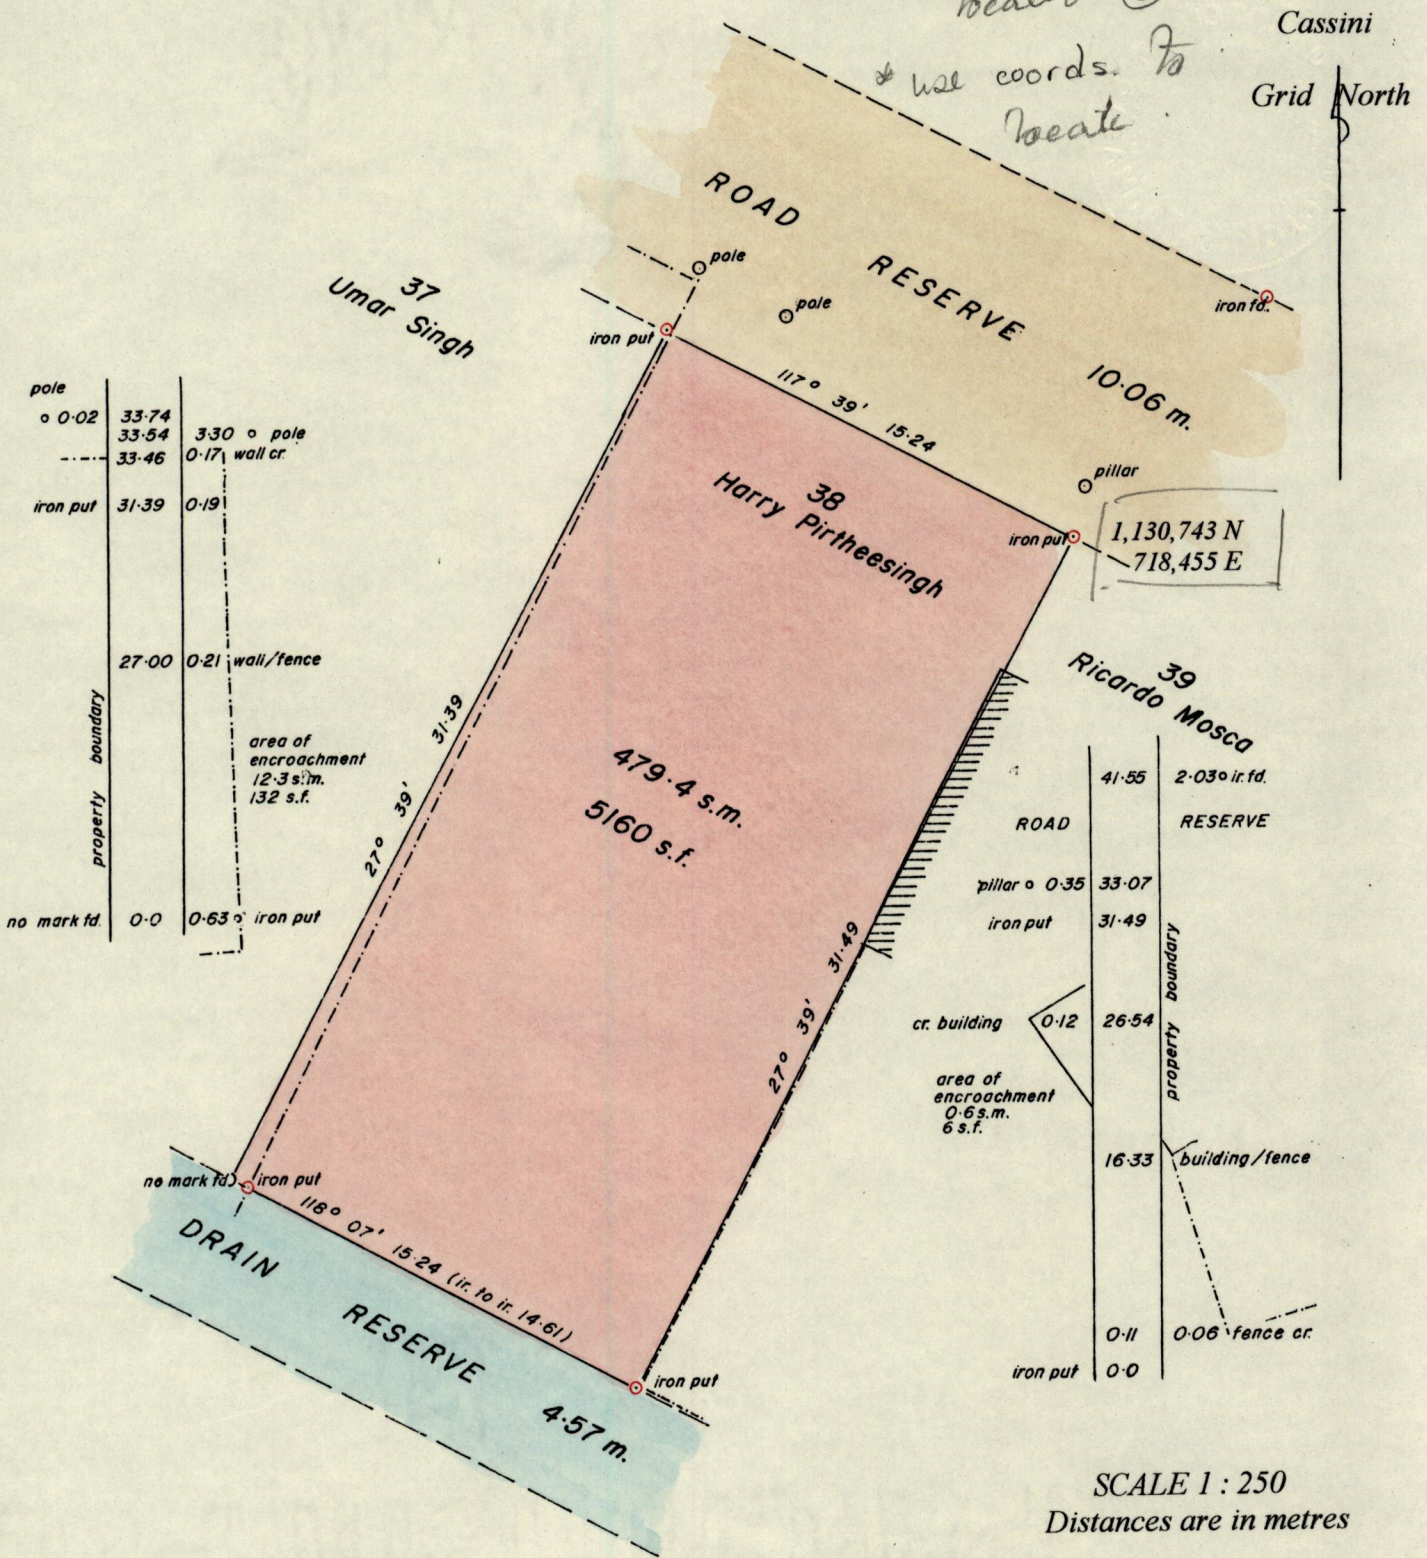 Cassini
Grid North
* use coords. To
locate.
ROAD RESERVE 10·06 m.
pole
pole
iron fd.
37
Umar Singh
iron put
117° 39' 15·24
38
Harry Pirtheesingh
pillar
iron put
1,130,743 N
718,455 E
pole
0·02 33·74
33·54 3·30 pole
33·46 0·17 wall cr.
iron put 31·39 0·19
27·00 0·21 wall/fence
property boundary
area of
encroachment
12·3 s.m.
132 s.f.
no mark fd. 0·0 0·63 iron put
27° 39' 31·39
479·4 s.m.
5160 s.f.
27° 39' 31·49
39
Ricardo Mosca
41·55 2·03 ir. fd.
ROAD RESERVE
pillar 0·35 33·07
iron put 31·49
property boundary
cr. building 0·12 26·54
area of
encroachment
0·6 s.m.
6 s.f.
16·33 building/fence
0·11 0·06 fence cr.
iron put 0·0
no mark fd. iron put
118° 07' 15·24 (ir. to ir. 14·61)
iron put
DRAIN RESERVE 4·57 m.
SCALE 1 : 250
Distances are in metres